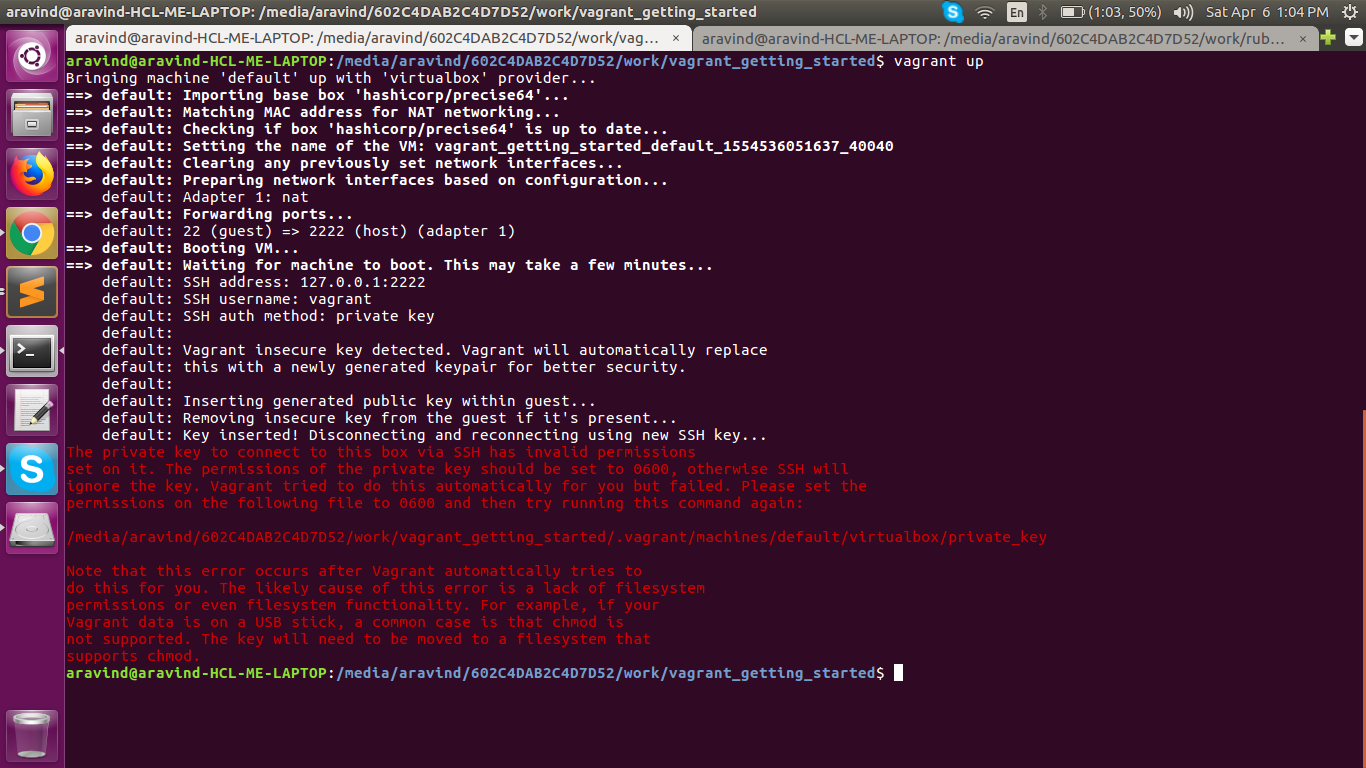 aravind@aravind-HCL-ME-LAPTOP: /media/aravind/602C4DAB2C4D7D52/work/vagrant_getting_started
En (1:03, 50%) Sat Apr 6 1:04 PM
aravind@aravind-HCL-ME-LAPTOP: /media/aravind/602C4DAB2C4D7D52/work/vag... × aravind@aravind-HCL-ME-LAPTOP: /media/aravind/602C4DAB2C4D7D52/work/rub... ×
aravind@aravind-HCL-ME-LAPTOP:/media/aravind/602C4DAB2C4D7D52/work/vagrant_getting_started$ vagrant up
Bringing machine 'default' up with 'virtualbox' provider...
==> default: Importing base box 'hashicorp/precise64'...
==> default: Matching MAC address for NAT networking...
==> default: Checking if box 'hashicorp/precise64' is up to date...
==> default: Setting the name of the VM: vagrant_getting_started_default_1554536051637_40040
==> default: Clearing any previously set network interfaces...
==> default: Preparing network interfaces based on configuration...
default: Adapter 1: nat
==> default: Forwarding ports...
default: 22 (guest) => 2222 (host) (adapter 1)
==> default: Booting VM...
==> default: Waiting for machine to boot. This may take a few minutes...
default: SSH address: 127.0.0.1:2222
default: SSH username: vagrant
default: SSH auth method: private key
default:
default: Vagrant insecure key detected. Vagrant will automatically replace
default: this with a newly generated keypair for better security.
default:
default: Inserting generated public key within guest...
default: Removing insecure key from the guest if it's present...
default: Key inserted! Disconnecting and reconnecting using new SSH key...
The private key to connect to this box via SSH has invalid permissions
set on it. The permissions of the private key should be set to 0600, otherwise SSH will
ignore the key. Vagrant tried to do this automatically for you but failed. Please set the
permissions on the following file to 0600 and then try running this command again:
/media/aravind/602C4DAB2C4D7D52/work/vagrant_getting_started/.vagrant/machines/default/virtualbox/private_key
Note that this error occurs after Vagrant automatically tries to
do this for you. The likely cause of this error is a lack of filesystem
permissions or even filesystem functionality. For example, if your
Vagrant data is on a USB stick, a common case is that chmod is
not supported. The key will need to be moved to a filesystem that
supports chmod.
aravind@aravind-HCL-ME-LAPTOP:/media/aravind/602C4DAB2C4D7D52/work/vagrant_getting_started$